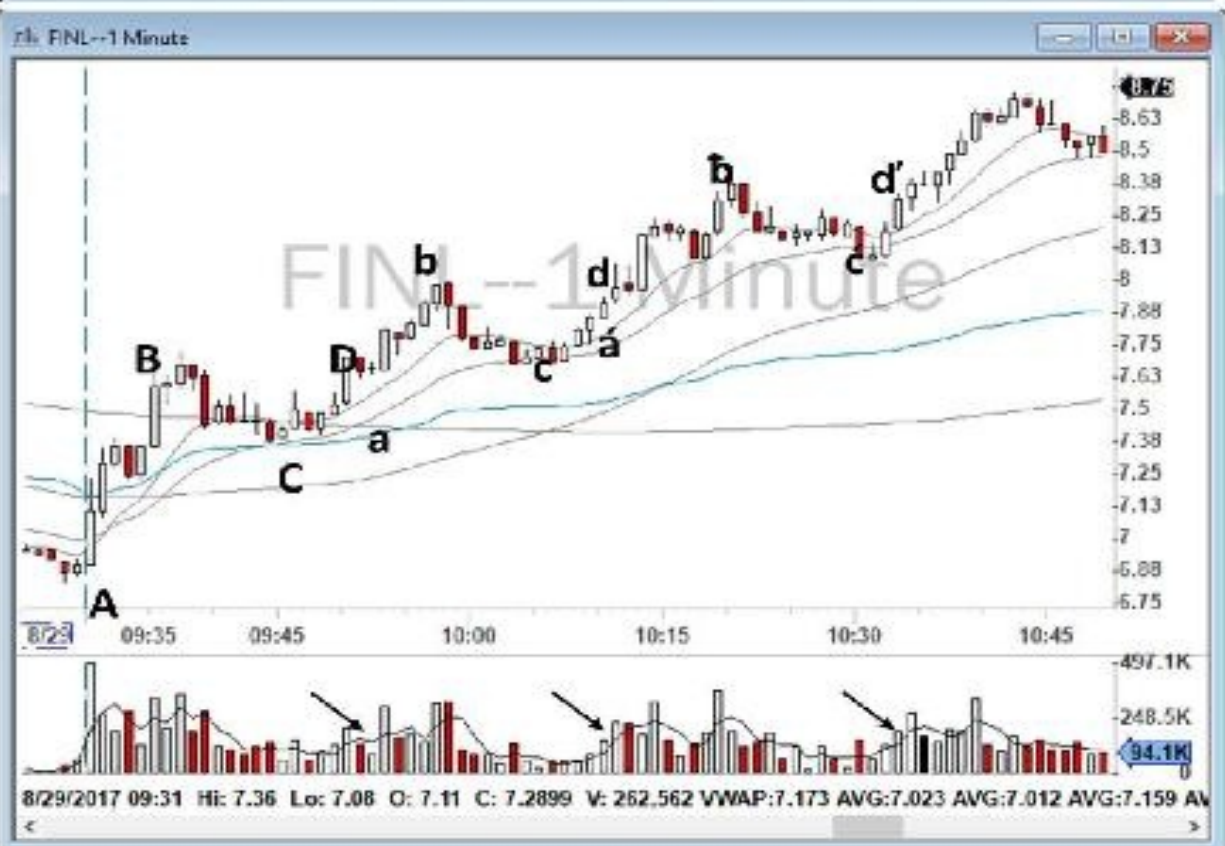 FINL--1 Minute
8.75
8.63
8.5
b
8.38
d'
8.25
FINL--1 Minute
b
d
8.13
c'
8
7.88
B
D
a'
7.75
c
7.63
7.5
a
7.38
C
7.25
7.13
7
6.88
A
6.75
8/29 09:35 09:45 10:00 10:15 10:30 10:45
497.1K
248.5K
94.1K
0
8/29/2017 09:31 Hi: 7.36 Lo: 7.08 O: 7.11 C: 7.2899 V: 262.562 VWAP:7.173 AVG:7.023 AVG:7.012 AVG:7.159 AV